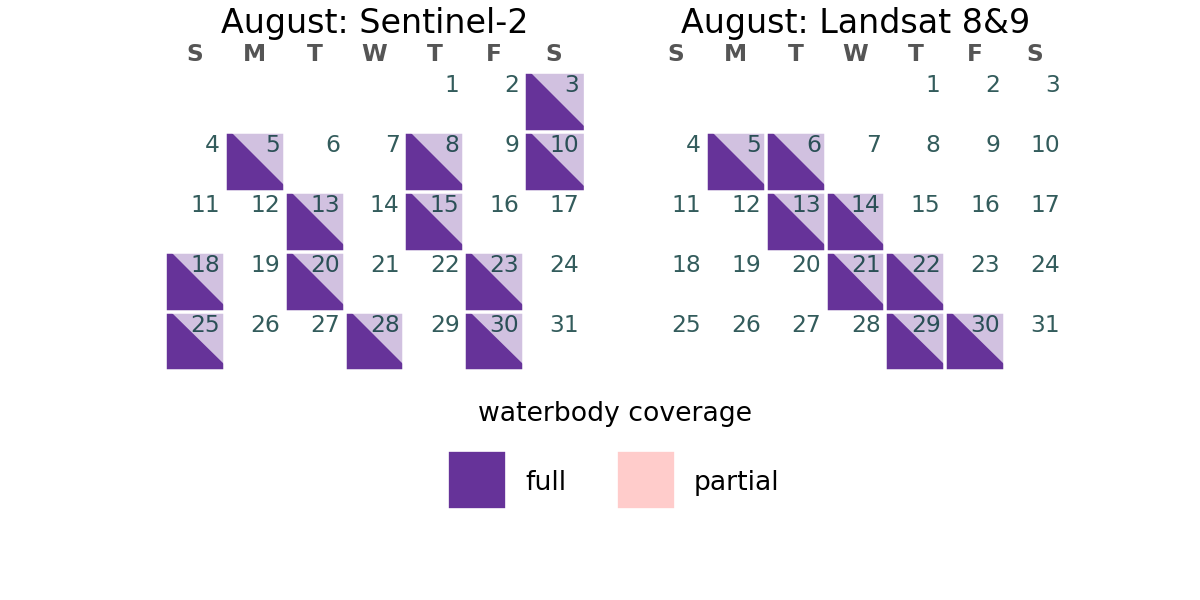 August: Sentinel-2
S M T W T F S
1 2 3
4 5 6 7 8 9 10
11 12 13 14 15 16 17
18 19 20 21 22 23 24
25 26 27 28 29 30 31
August: Landsat 8&9
S M T W T F S
1 2 3
4 5 6 7 8 9 10
11 12 13 14 15 16 17
18 19 20 21 22 23 24
25 26 27 28 29 30 31
waterbody coverage
full partial